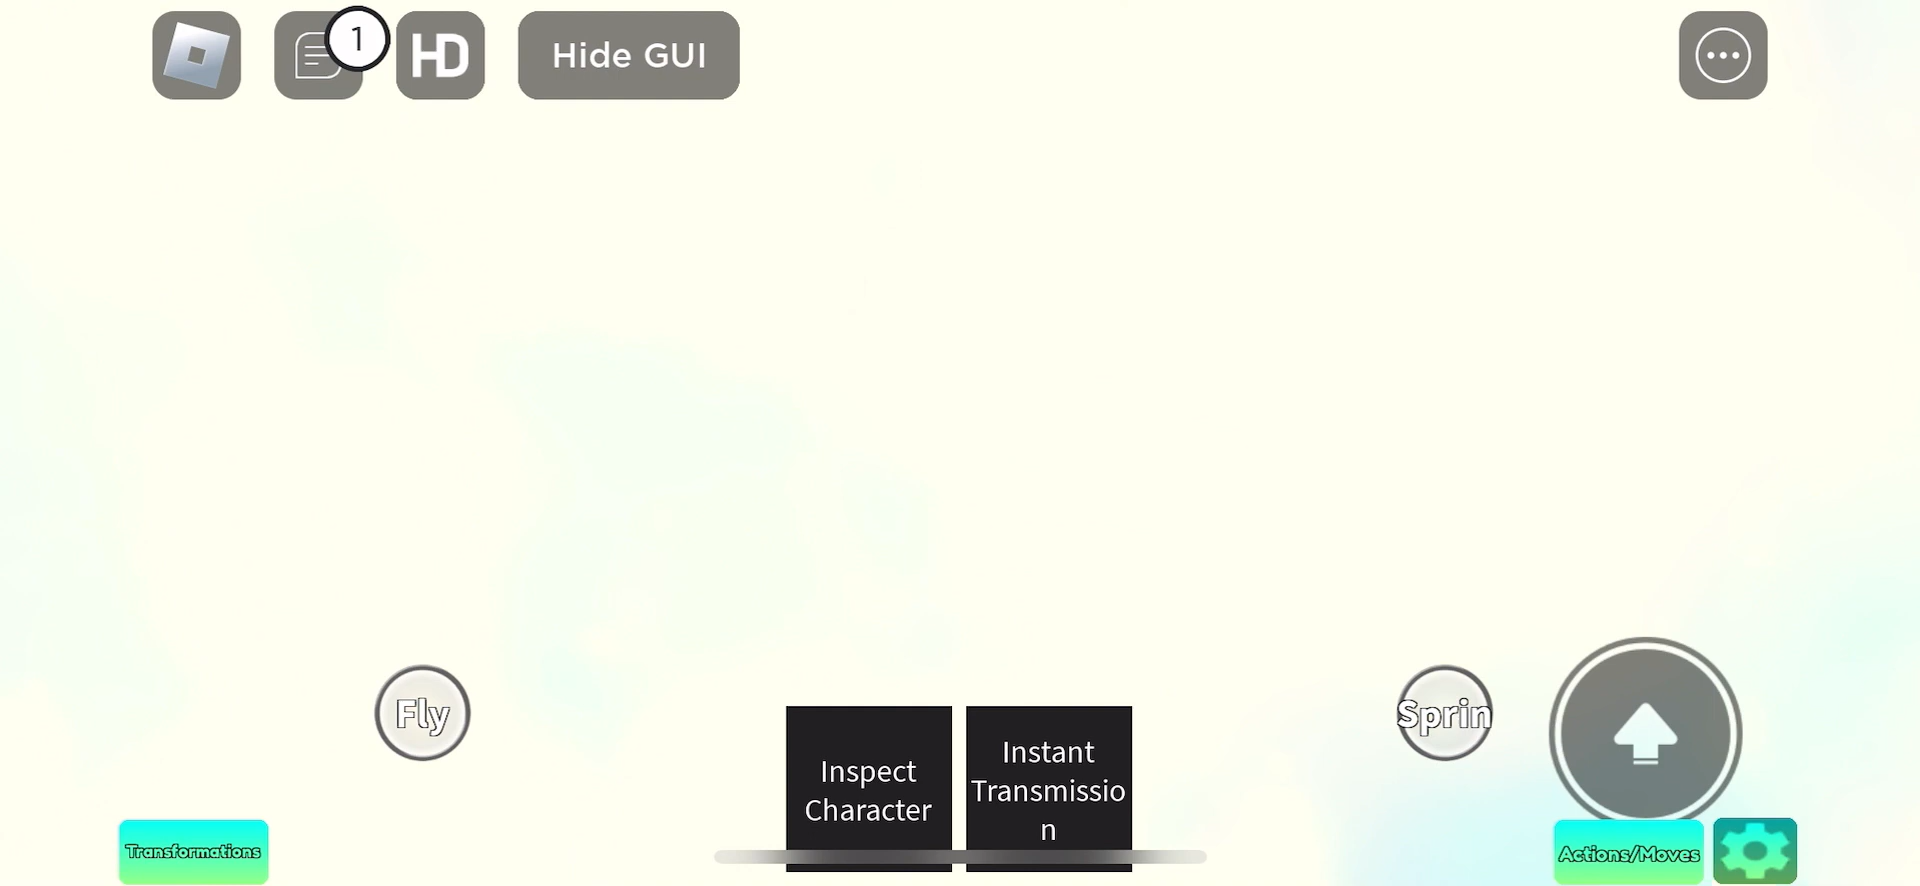 1
HD
Hide GUI
Fly
Sprin
Inspect
Character
Instant
Transmissio
n
Transformations
Actions/Moves